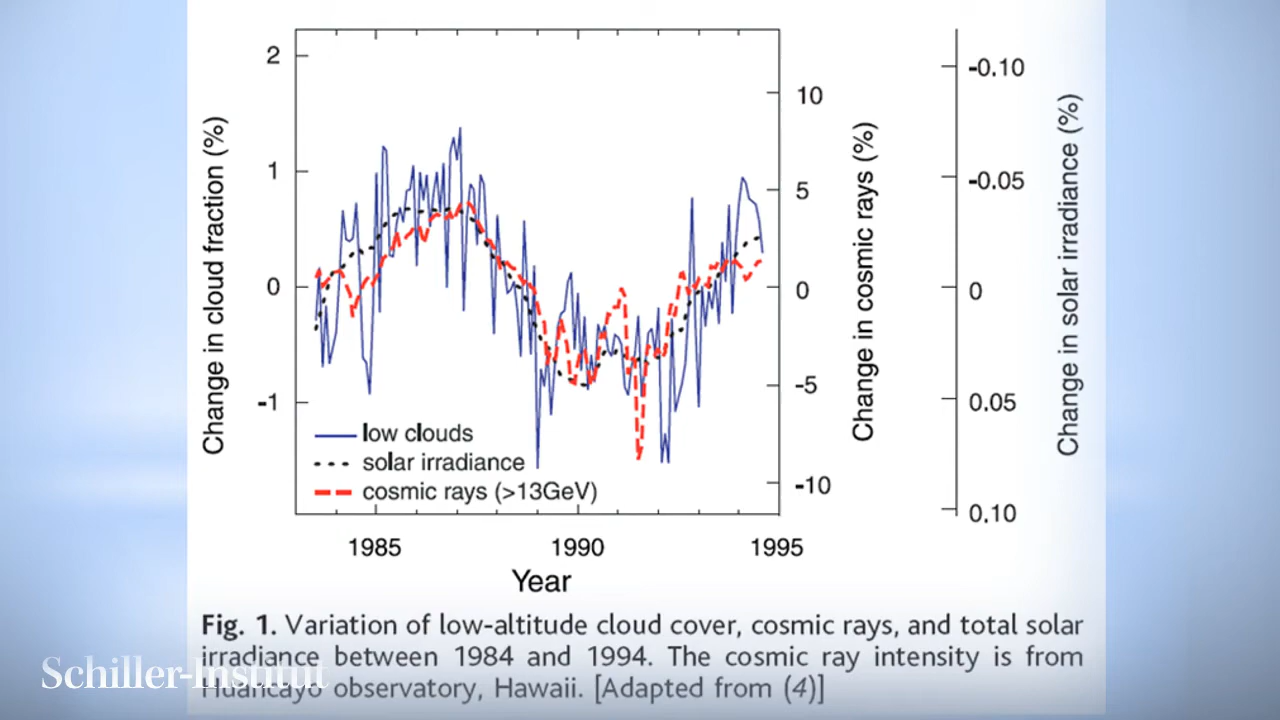 2
1
0
-1
Change in cloud fraction (%)
10
5
0
-5
-10
Change in cosmic rays (%)
-0.10
-0.05
0
0.05
0.10
Change in solar irradiance (%)
low clouds
solar irradiance
cosmic rays (>13GeV)
1985 1990 1995
Year
Fig. 1. Variation of low-altitude cloud cover, cosmic rays, and total solar
irradiance between 1984 and 1994. The cosmic ray intensity is from
Huancayo observatory, Hawaii. [Adapted from (4)]
Schiller-Institut